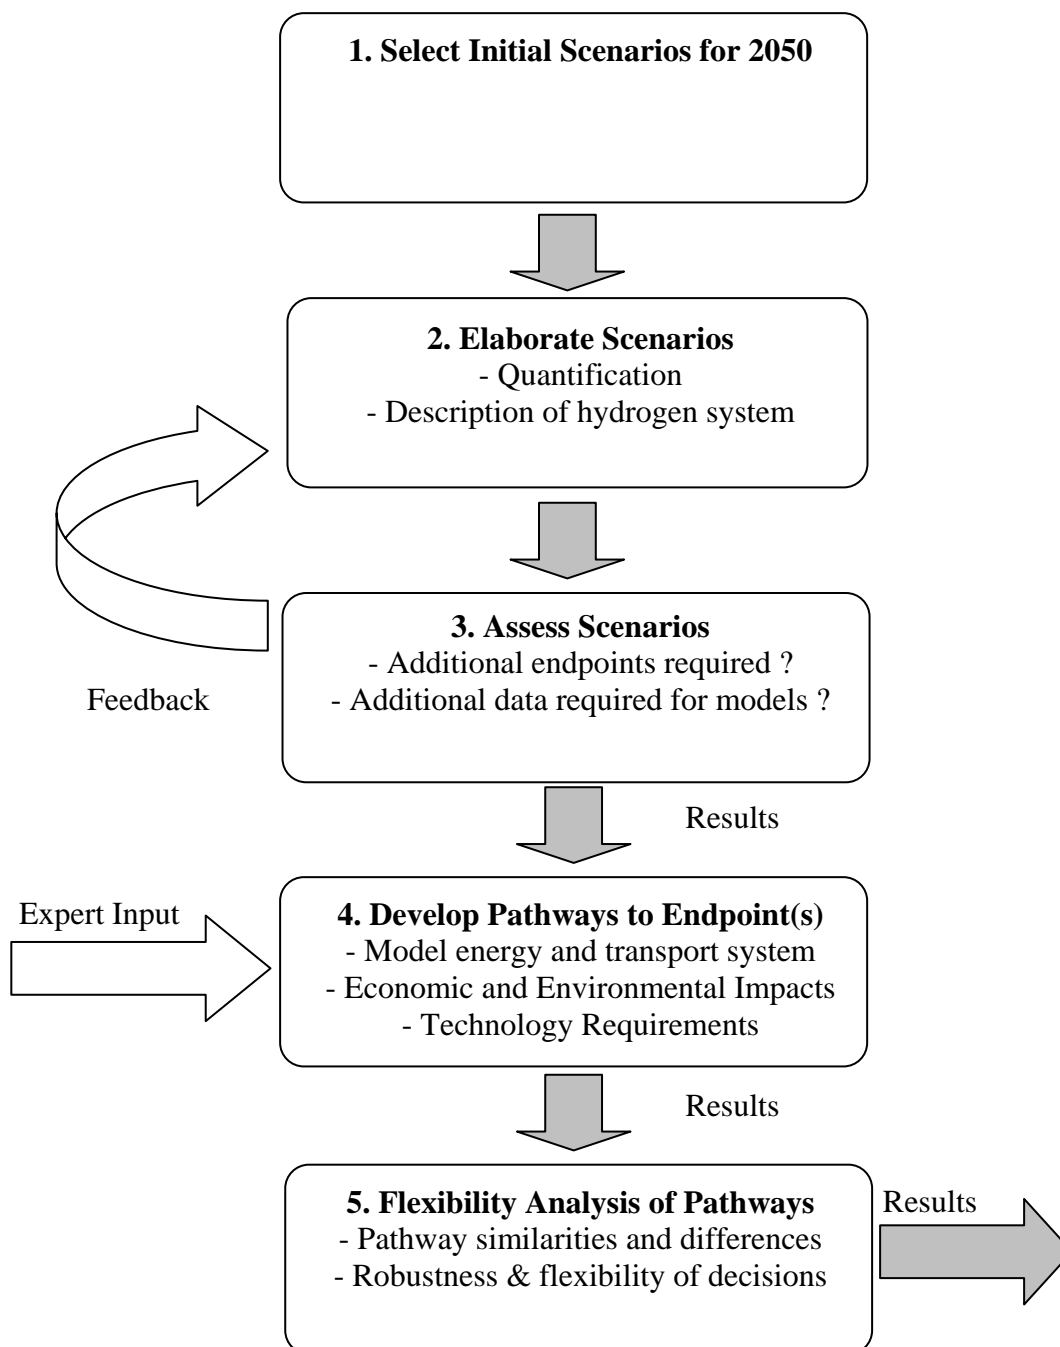 1. Select Initial Scenarios for 2050
2. Elaborate Scenarios
- Quantification
- Description of hydrogen system
3. Assess Scenarios
- Additional endpoints required ?
- Additional data required for models ?
Feedback
Results
Expert Input
4. Develop Pathways to Endpoint(s)
- Model energy and transport system
- Economic and Environmental Impacts
- Technology Requirements
Results
5. Flexibility Analysis of Pathways
- Pathway similarities and differences
- Robustness & flexibility of decisions
Results